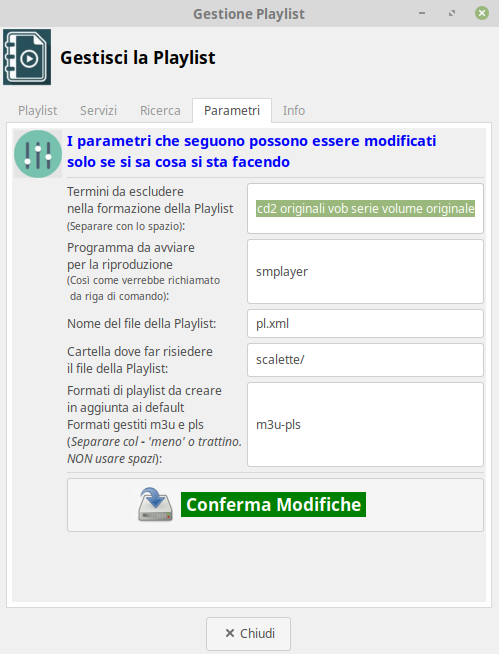 Gestione Playlist
Gestisci la Playlist
Playlist Servizi Ricerca Parametri Info
I parametri che seguono possono essere modificati
solo se si sa cosa si sta facendo
Termini da escludere
nella formazione della Playlist
(Separare con lo spazio):
cd2 originali vob serie volume originale
Programma da avviare
per la riproduzione
(Così come verrebbe richiamato
da riga di comando):
smplayer
Nome del file della Playlist:
pl.xml
Cartella dove far risiedere
il file della Playlist:
scalette/
Formati di playlist da creare
in aggiunta ai default
Formati gestiti m3u e pls
(Separare col - 'meno' o trattino.
NON usare spazi):
m3u-pls
Conferma Modifiche
Chiudi